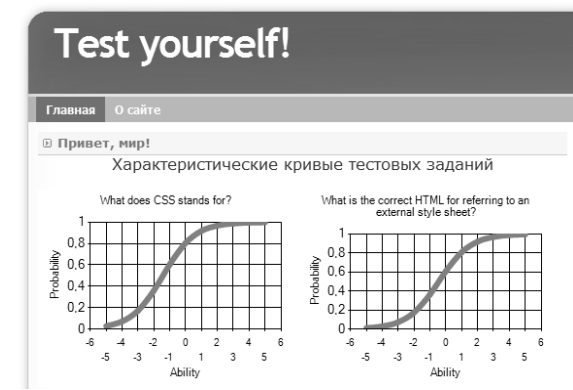 Test yourself!
Главная О сайте
Привет, мир!
Характеристические кривые тестовых заданий
What does CSS stands for?
Probability
1
0,8
0,6
0,4
0,2
0
-6 -4 -2 0 2 4 6
-5 -3 -1 1 3 5
Ability
What is the correct HTML for referring to an
external style sheet?
Probability
1
0,8
0,6
0,4
0,2
0
-6 -4 -2 0 2 4 6
-5 -3 -1 1 3 5
Ability